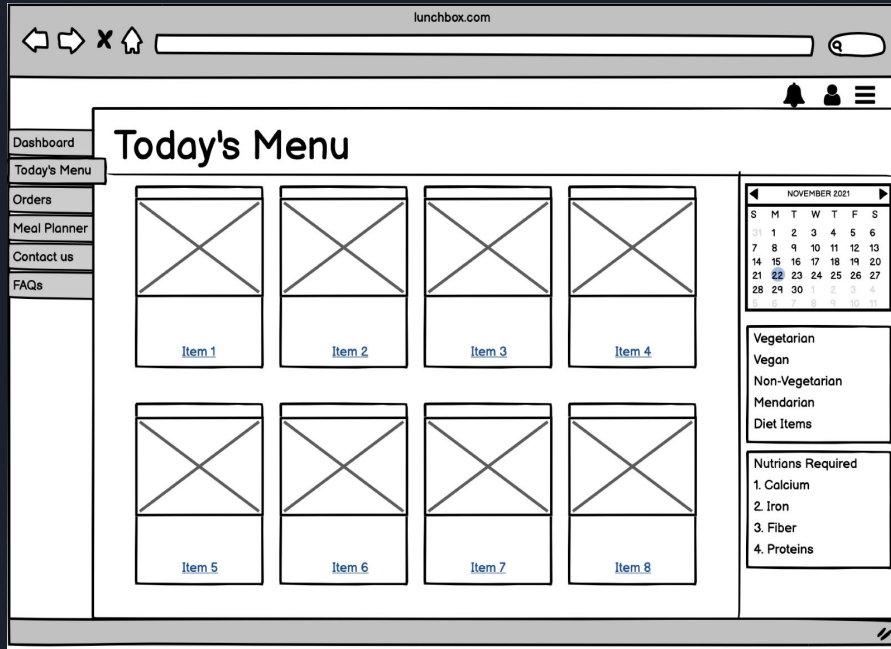 lunchbox.com
Today's Menu
Dashboard
Today's Menu
Orders
Meal Planner
Contact us
FAQs
Item 1 Item 2 Item 3 Item 4
Item 5 Item 6 Item 7 Item 8
NOVEMBER 2021
S M T W T F S
31 1 2 3 4 5 6
7 8 9 10 11 12 13
14 15 16 17 18 19 20
21 22 23 24 25 26 27
28 29 30 1 2 3 4
5 6 7 8 9 10 11
Vegetarian
Vegan
Non-Vegetarian
Mendarian
Diet Items
Nutrians Required
1. Calcium
2. Iron
3. Fiber
4. Proteins